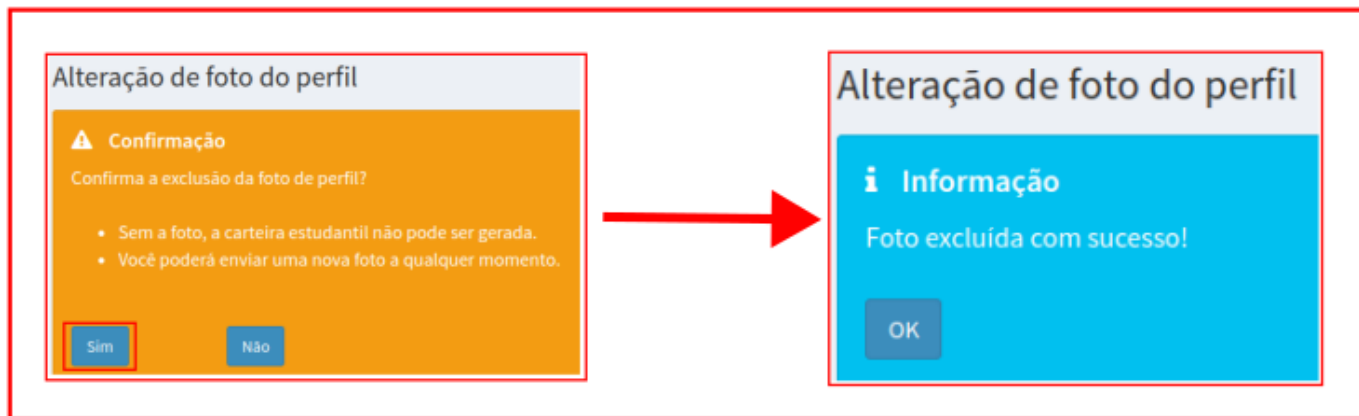 Alteração de foto do perfil
Confirmação
Confirma a exclusão da foto de perfil?
• Sem a foto, a carteira estudantil não pode ser gerada.
• Você poderá enviar uma nova foto a qualquer momento.
Sim
Não
Alteração de foto do perfil
Informação
Foto excluída com sucesso!
OK